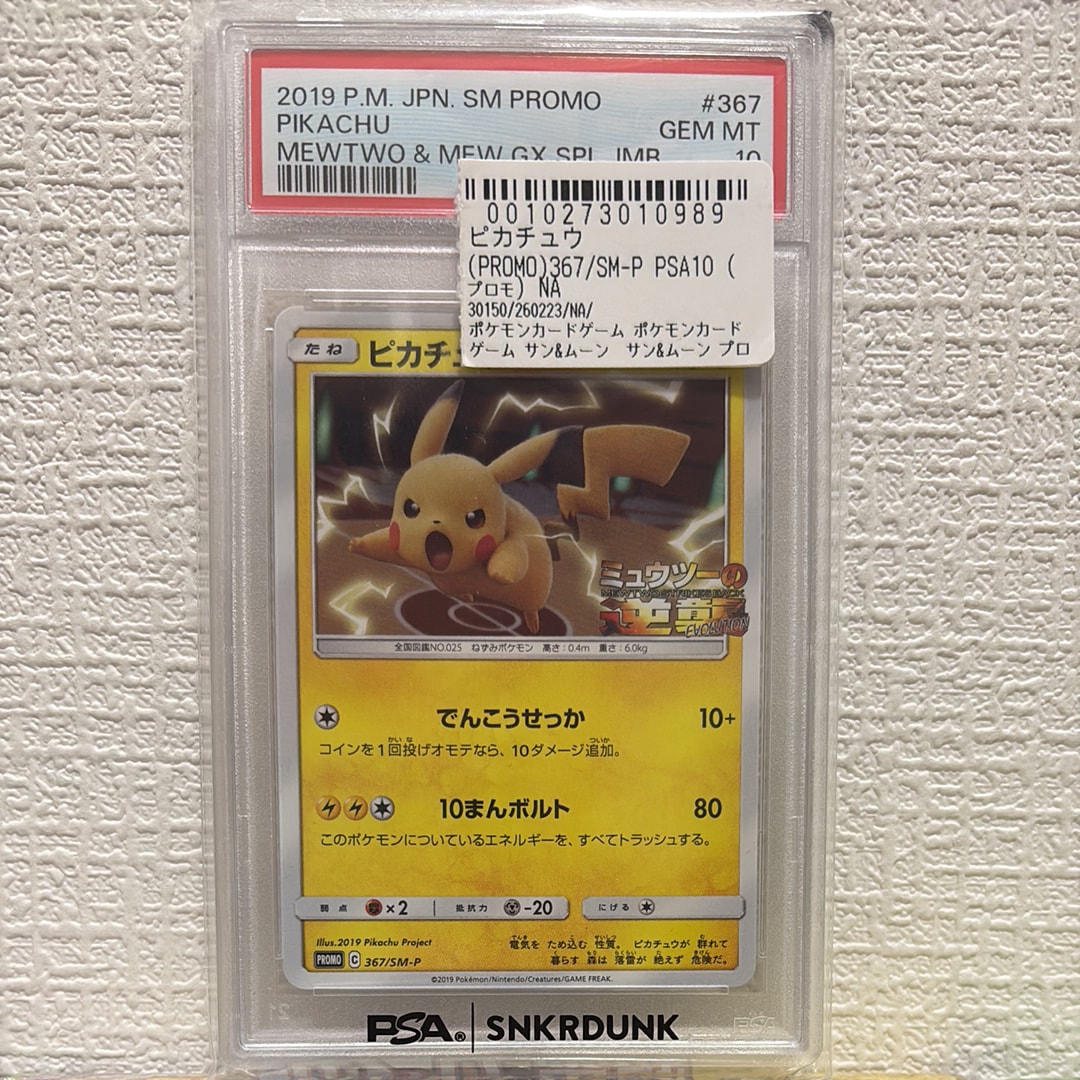 2019 P.M. JPN. SM PROMO #367
PIKACHU GEM MT
MEWTWO & MEW GX SPL JMB 10
0010273010989
ピカチュウ
(PROMO)367/SM-P PSA10 (
プロモ) NA
30150/260223/NA/
ポケモンカードゲーム ポケモンカード
ゲーム サン&ムーン サン&ムーン プロ
たね ピカチュ
ミュウツーの
MEWTWO STRIKES BACK
逆襲
EVOLUTION
全国図鑑NO.025 ねずみポケモン 高さ:0.4m 重さ:6.0kg
でんこうせっか 10+
コインを1回投げオモテなら、10ダメージ追加。
10まんボルト 80
このポケモンについているエネルギーを、すべてトラッシュする。
弱点 ×2 抵抗力 -20 にげる
Illus.2019 Pikachu Project
電気を ため込む 性質。 ピカチュウが 群れて
PROMO C 367/SM-P
暮らす 森は 落雷が 絶えず 危険だ。
©2019 Pokémon/Nintendo/Creatures/GAME FREAK.
PSA® SNKRDUNK